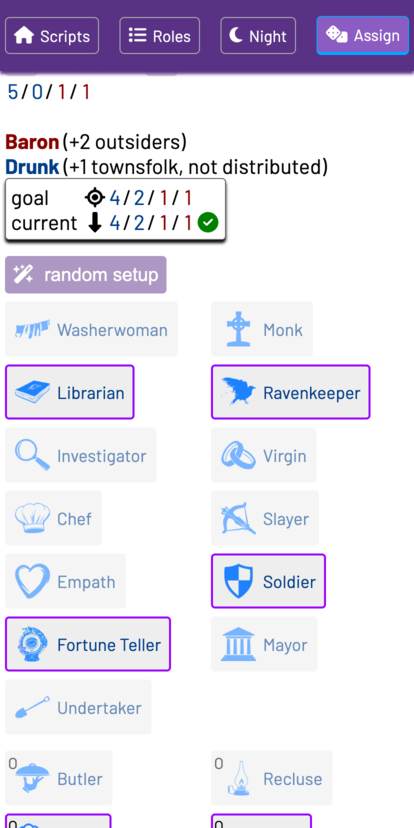 Scripts Roles Night Assign
5/0/1/1
Baron (+2 outsiders)
Drunk (+1 townsfolk, not distributed)
goal 4/2/1/1
current 4/2/1/1
random setup
Washerwoman Monk
Librarian Ravenkeeper
Investigator Virgin
Chef Slayer
Empath Soldier
Fortune Teller Mayor
Undertaker
0 Butler 0 Recluse